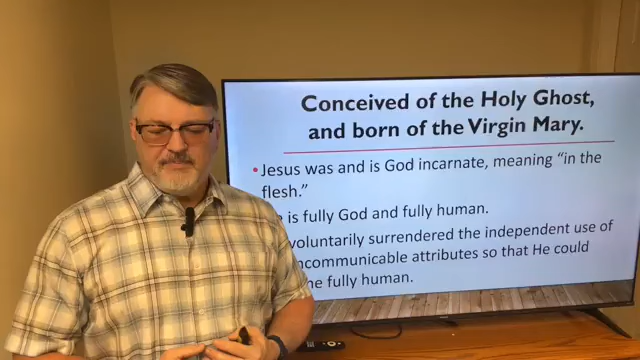 Conceived of the Holy Ghost,
and born of the Virgin Mary.
• Jesus was and is God incarnate, meaning “in the
flesh.”
is fully God and fully human.
voluntarily surrendered the independent use of
attributes so that He could
fully human.